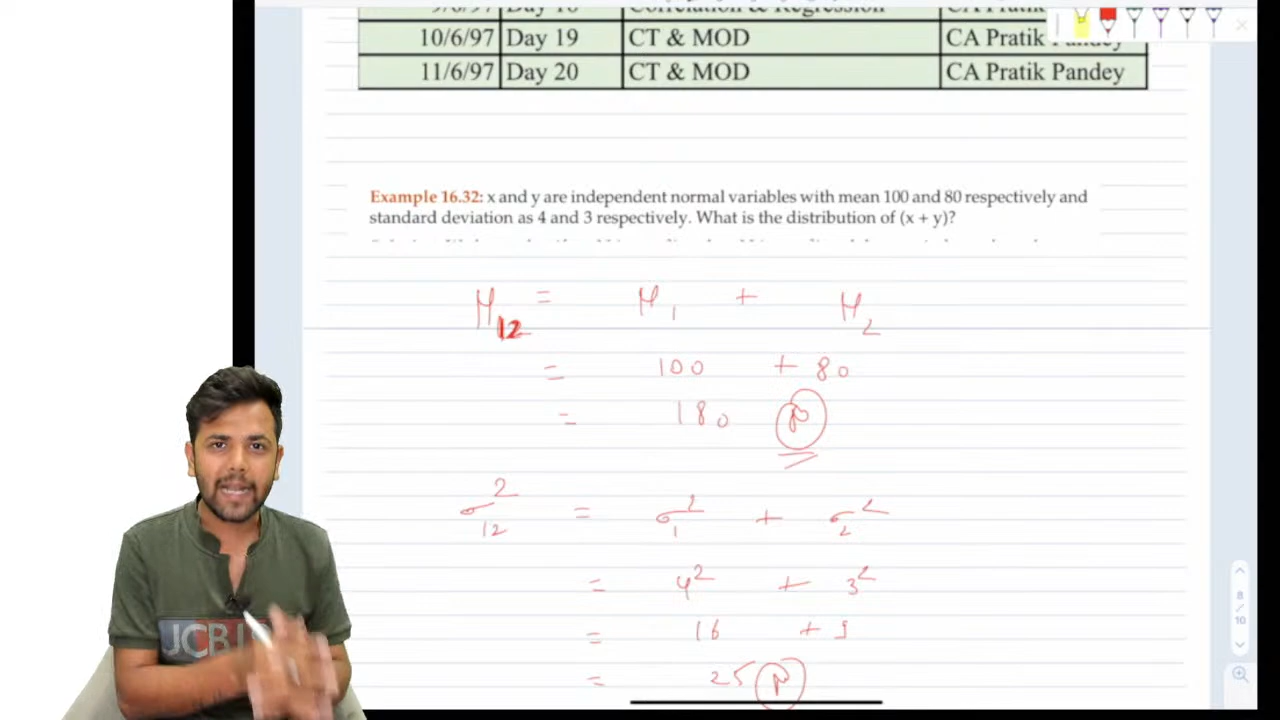 10/6/97 Day 19 CT & MOD CA Pratik Pandey
11/6/97 Day 20 CT & MOD CA Pratik Pandey
Example 16.32: x and y are independent normal variables with mean 100 and 80 respectively and
standard deviation as 4 and 3 respectively. What is the distribution of (x + y)?
μ12 = μ1 + μ2
= 100 + 80
= 180
σ²12 = σ²1 + σ²2
= 4² + 3²
= 16 + 9
= 25
JCB
8
/
10